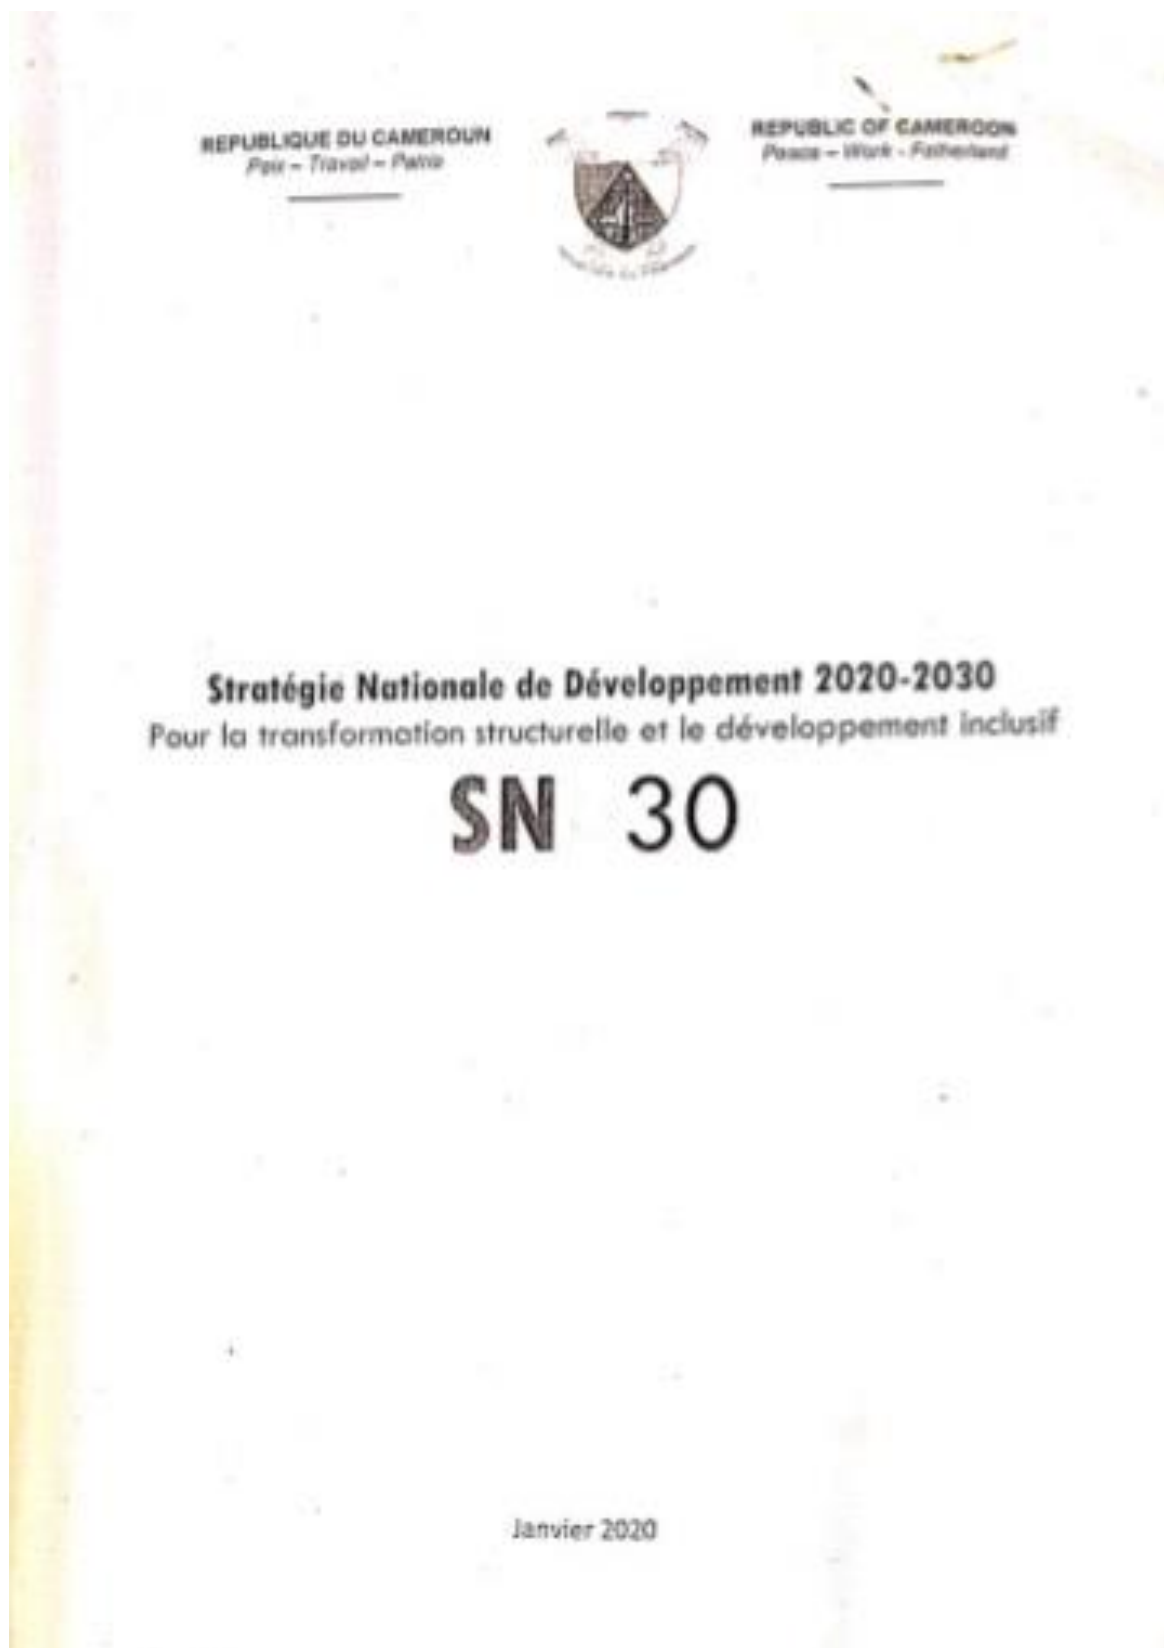 REPUBLIQUE DU CAMEROUN
Paix – Travail – Patrie
REPUBLIC OF CAMEROON
Peace – Work - Fatherland
Stratégie Nationale de Développement 2020-2030
Pour la transformation structurelle et le développement inclusif
SN 30
Janvier 2020